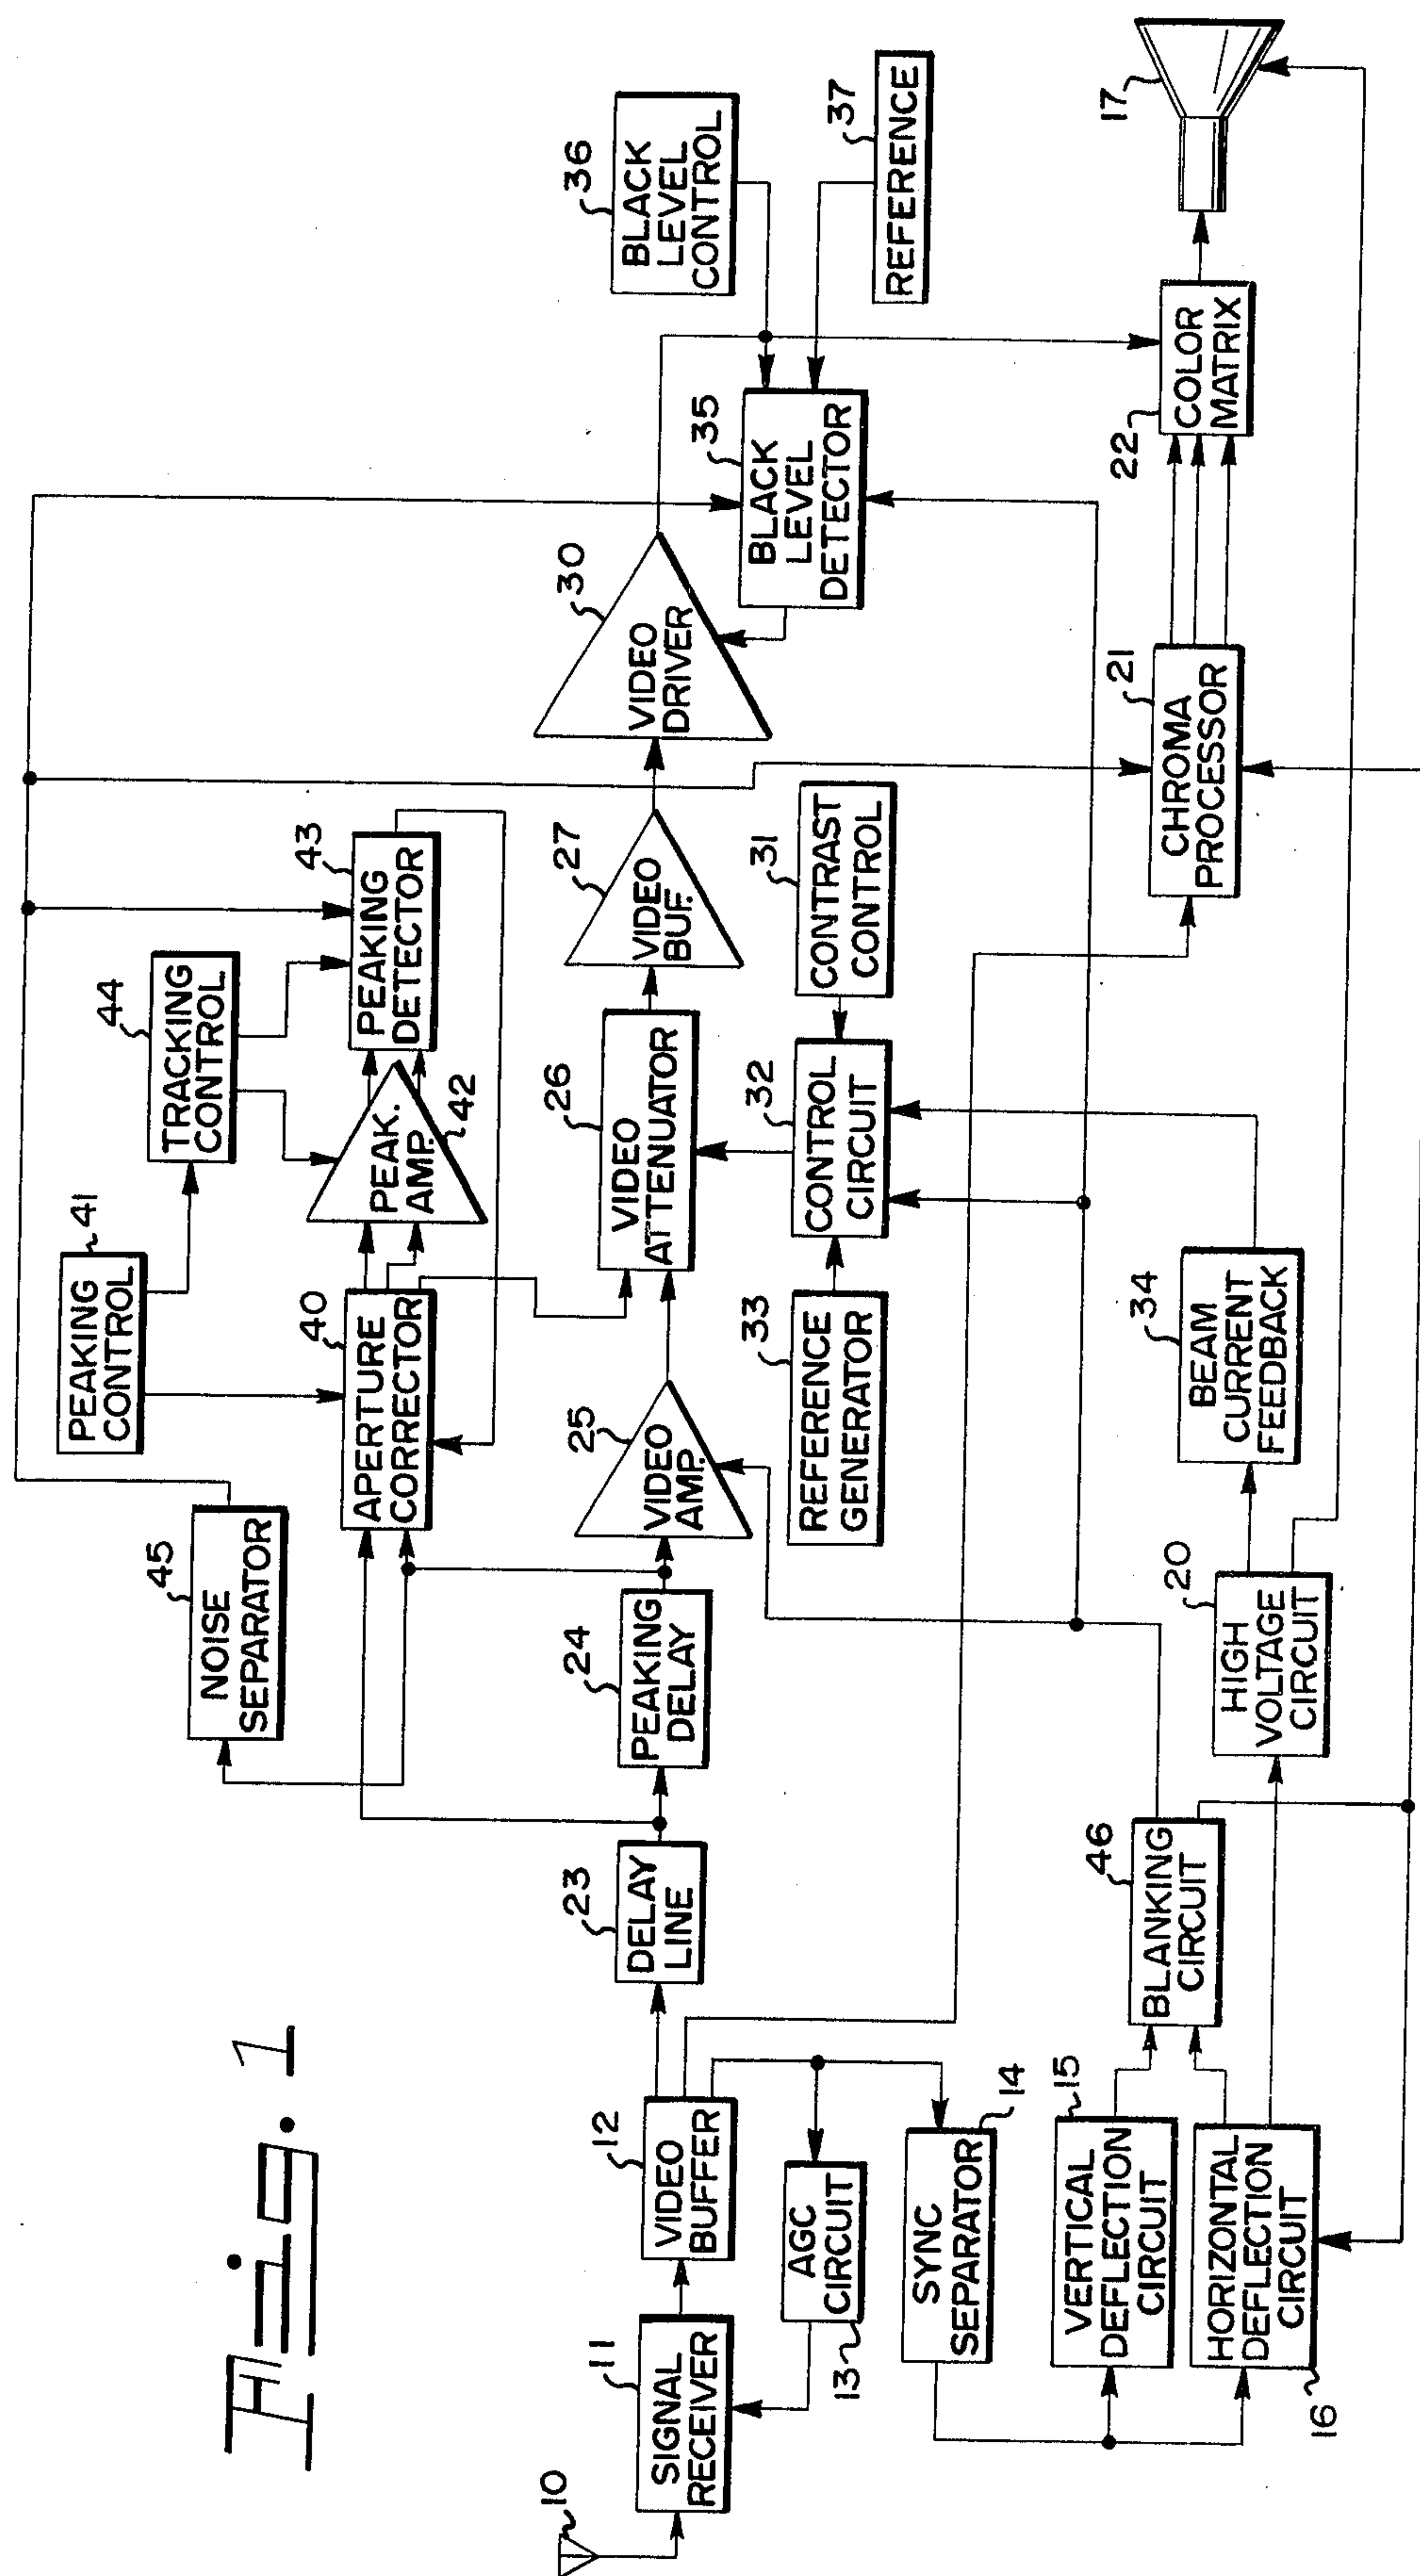 Fig. 1
10
11
SIGNAL
RECEIVER
12
VIDEO
BUFFER
13
AGC
CIRCUIT
14
SYNC
SEPARATOR
15
VERTICAL
DEFLECTION
CIRCUIT
16
HORIZONTAL
DEFLECTION
CIRCUIT
23
DELAY
LINE
24
PEAKING
DELAY
45
NOISE
SEPARATOR
46
BLANKING
CIRCUIT
20
HIGH
VOLTAGE
CIRCUIT
41
PEAKING
CONTROL
40
APERTURE
CORRECTOR
25
VIDEO
AMP.
33
REFERENCE
GENERATOR
34
BEAM
CURRENT
FEEDBACK
44
TRACKING
CONTROL
PEAK.
AMP.
42
43
PEAKING
DETECTOR
26
VIDEO
ATTENUATOR
32
CONTROL
CIRCUIT
31
CONTRAST
CONTROL
27
VIDEO
BUF.
30
VIDEO
DRIVER
21
CHROMA
PROCESSOR
35
BLACK
LEVEL
DETECTOR
36
BLACK
LEVEL
CONTROL
37
REFERENCE
22
COLOR
MATRIX
17